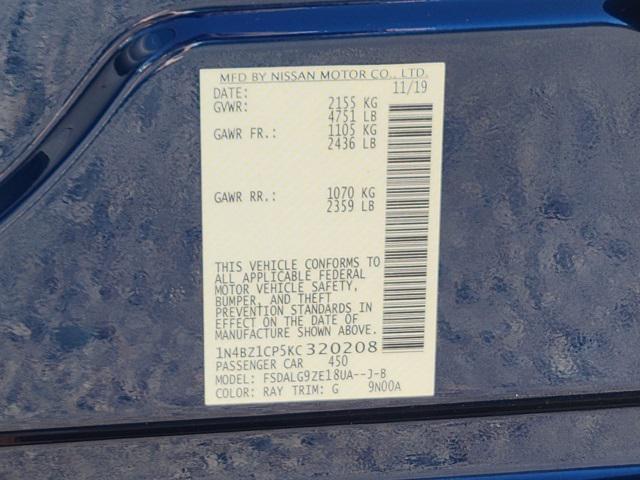 MFD BY NISSAN MOTOR CO., LTD.
DATE: 11/19
GVWR: 2155 KG
4751 LB
GAWR FR.: 1105 KG
2436 LB
GAWR RR.: 1070 KG
2359 LB
THIS VEHICLE CONFORMS TO
ALL APPLICABLE FEDERAL
MOTOR VEHICLE SAFETY,
BUMPER, AND THEFT
PREVENTION STANDARDS IN
EFFECT ON THE DATE OF
MANUFACTURE SHOWN ABOVE.
1N4BZ1CP5KC320208
PASSENGER CAR 450
MODEL: FSDALG9ZE18UA--J-B
COLOR: RAY TRIM: G 9N00A